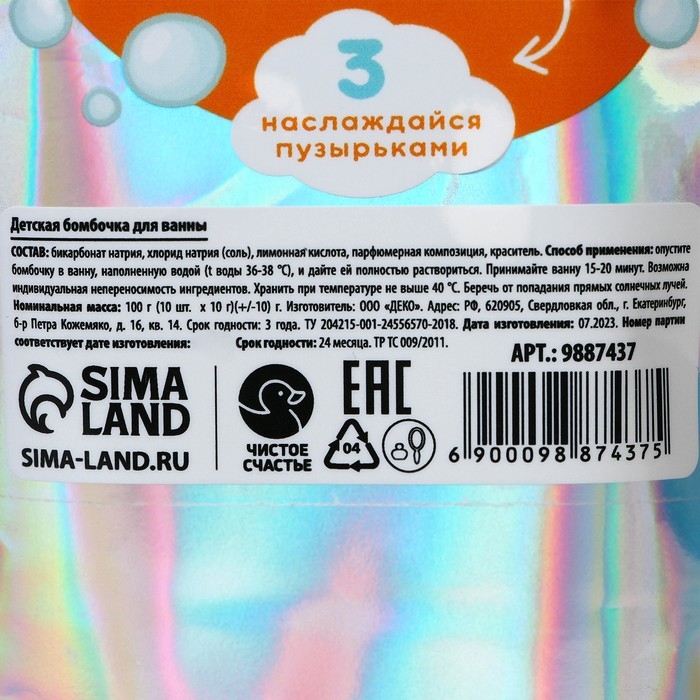 3
наслаждайся
пузырьками
Детская бомбочка для ванны
СОСТАВ: бикарбонат натрия, хлорид натрия (соль), лимонная кислота, парфюмерная композиция, краситель. Способ применения: опустите
бомбочку в ванну, наполненную водой (t воды 36-38 °С), и дайте ей полностью раствориться. Принимайте ванну 15-20 минут. Возможна
индивидуальная непереносимость ингредиентов. Хранить при температуре не выше 40 °С. Беречь от попадания прямых солнечных лучей.
Номинальная масса: 100 г (10 шт. х 10 г)(+/-10) г. Изготовитель: ООО «ДЕКО». Адрес: РФ, 620905, Свердловкая обл., г. Екатеринбург,
б-р Петра Кожемяко, д. 16, кв. 14. Срок годности: 3 года. ТУ 204215-001-24556570-2018. Дата изготовления: 07.2023. Номер партии
соответствует дате изготовления: Срок годности: 24 месяца. ТР ТС 009/2011.
АРТ.: 9887437
SIMA
LAND
SIMA-LAND.RU
ЧИСТОЕ
СЧАСТЬЕ
EAC
04
6 900098 874375